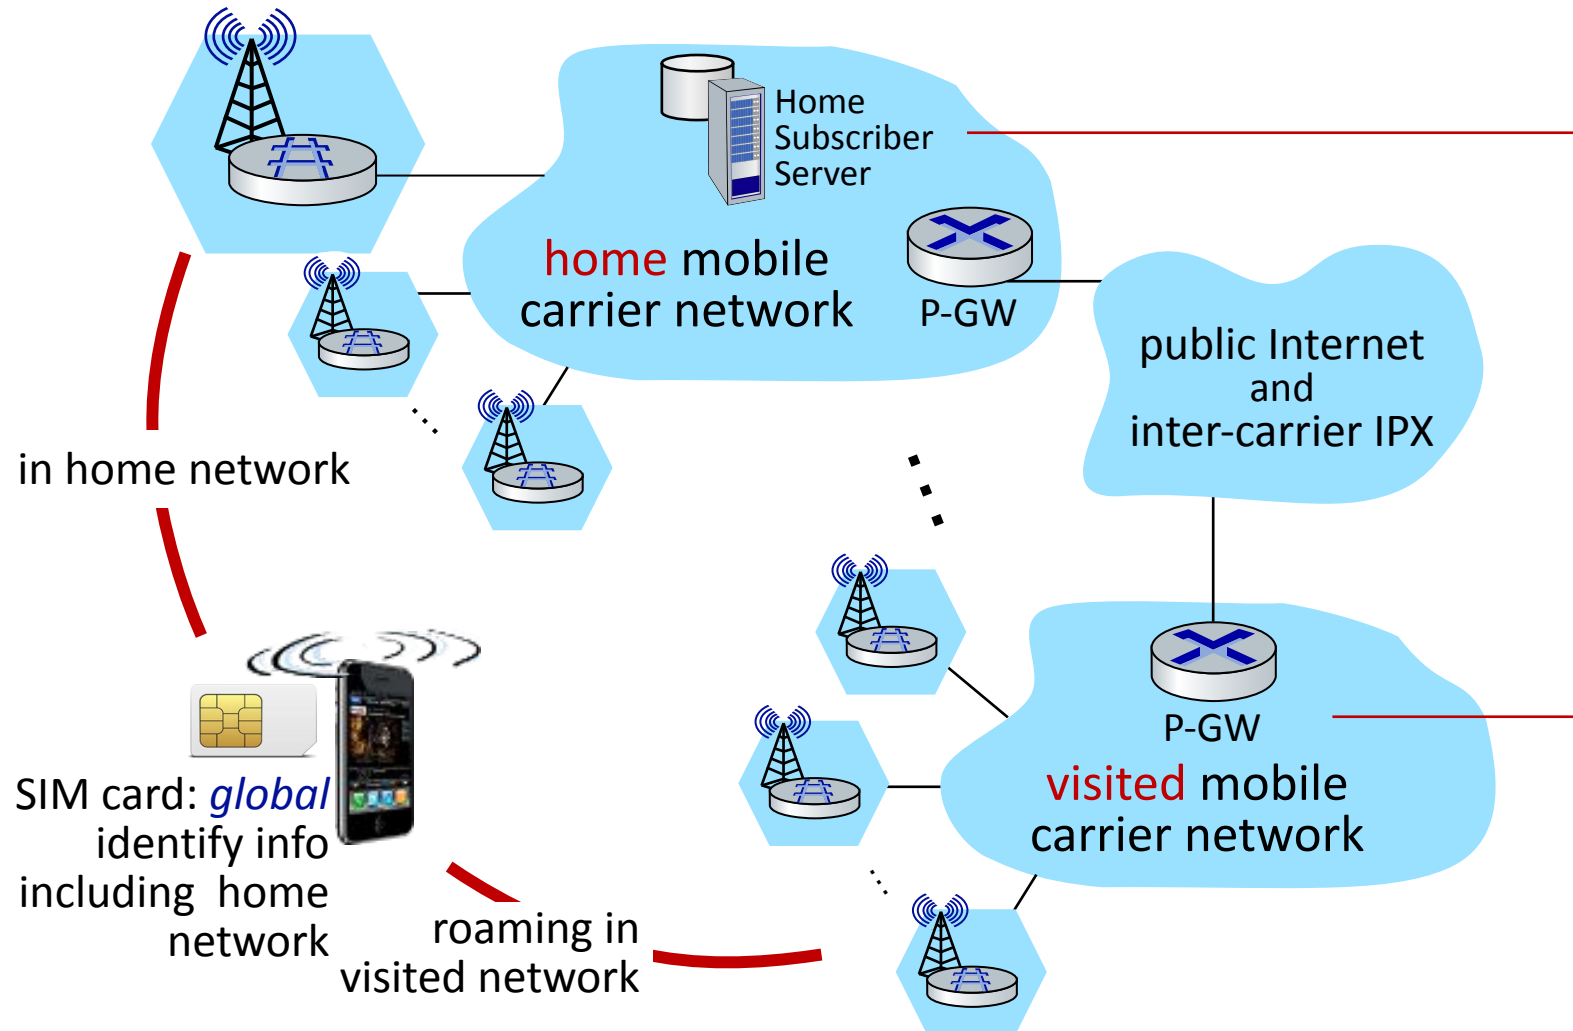 Home
Subscriber
Server
home mobile
carrier network
P-GW
public Internet
and
inter-carrier IPX
in home network
P-GW
visited mobile
carrier network
SIM card: global
identify info
including home
network
roaming in
visited network